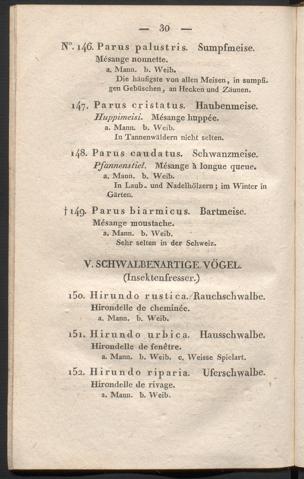 — 30 —
N°. 146. Parus palustris. Sumpfmeise.
Mésange nonnette.
a. Mann. b. Weib.
Die häufigste von allen Meisen, in sumpfi-
gen Gebüschen, an Hecken und Zäunen.
147. Parus cristatus. Haubenmeise.
Huppimeisi. Mésange huppée.
a. Mann b. Weib.
In Tannenwäldern nicht selten.
148. Parus caudatus. Schwanzmeise.
Pfannenstiel. Mésange à longue queue.
a. Mann. b. Weib.
In Laub- und Nadelhölzern; im Winter in
Gärten.
†149. Parus biarmicus. Bartmeise.
Mésange moustache.
a. Mann. b. Weib.
Sehr selten in der Schweiz.
V. SCHWALBENARTIGE VÖGEL.
(Insektenfresser.)
150. Hirundo rustica. Rauchschwalbe.
Hirondelle de cheminée.
a. Mann. b. Weib.
151. Hirundo urbica. Hausschwalbe.
Hirondelle de fenêtre.
a. Mann. b. Weib. c. Weisse Spielart.
152. Hirundo riparia. Uferschwalbe.
Hirondelle de rivage.
a. Mann. b. Weib.